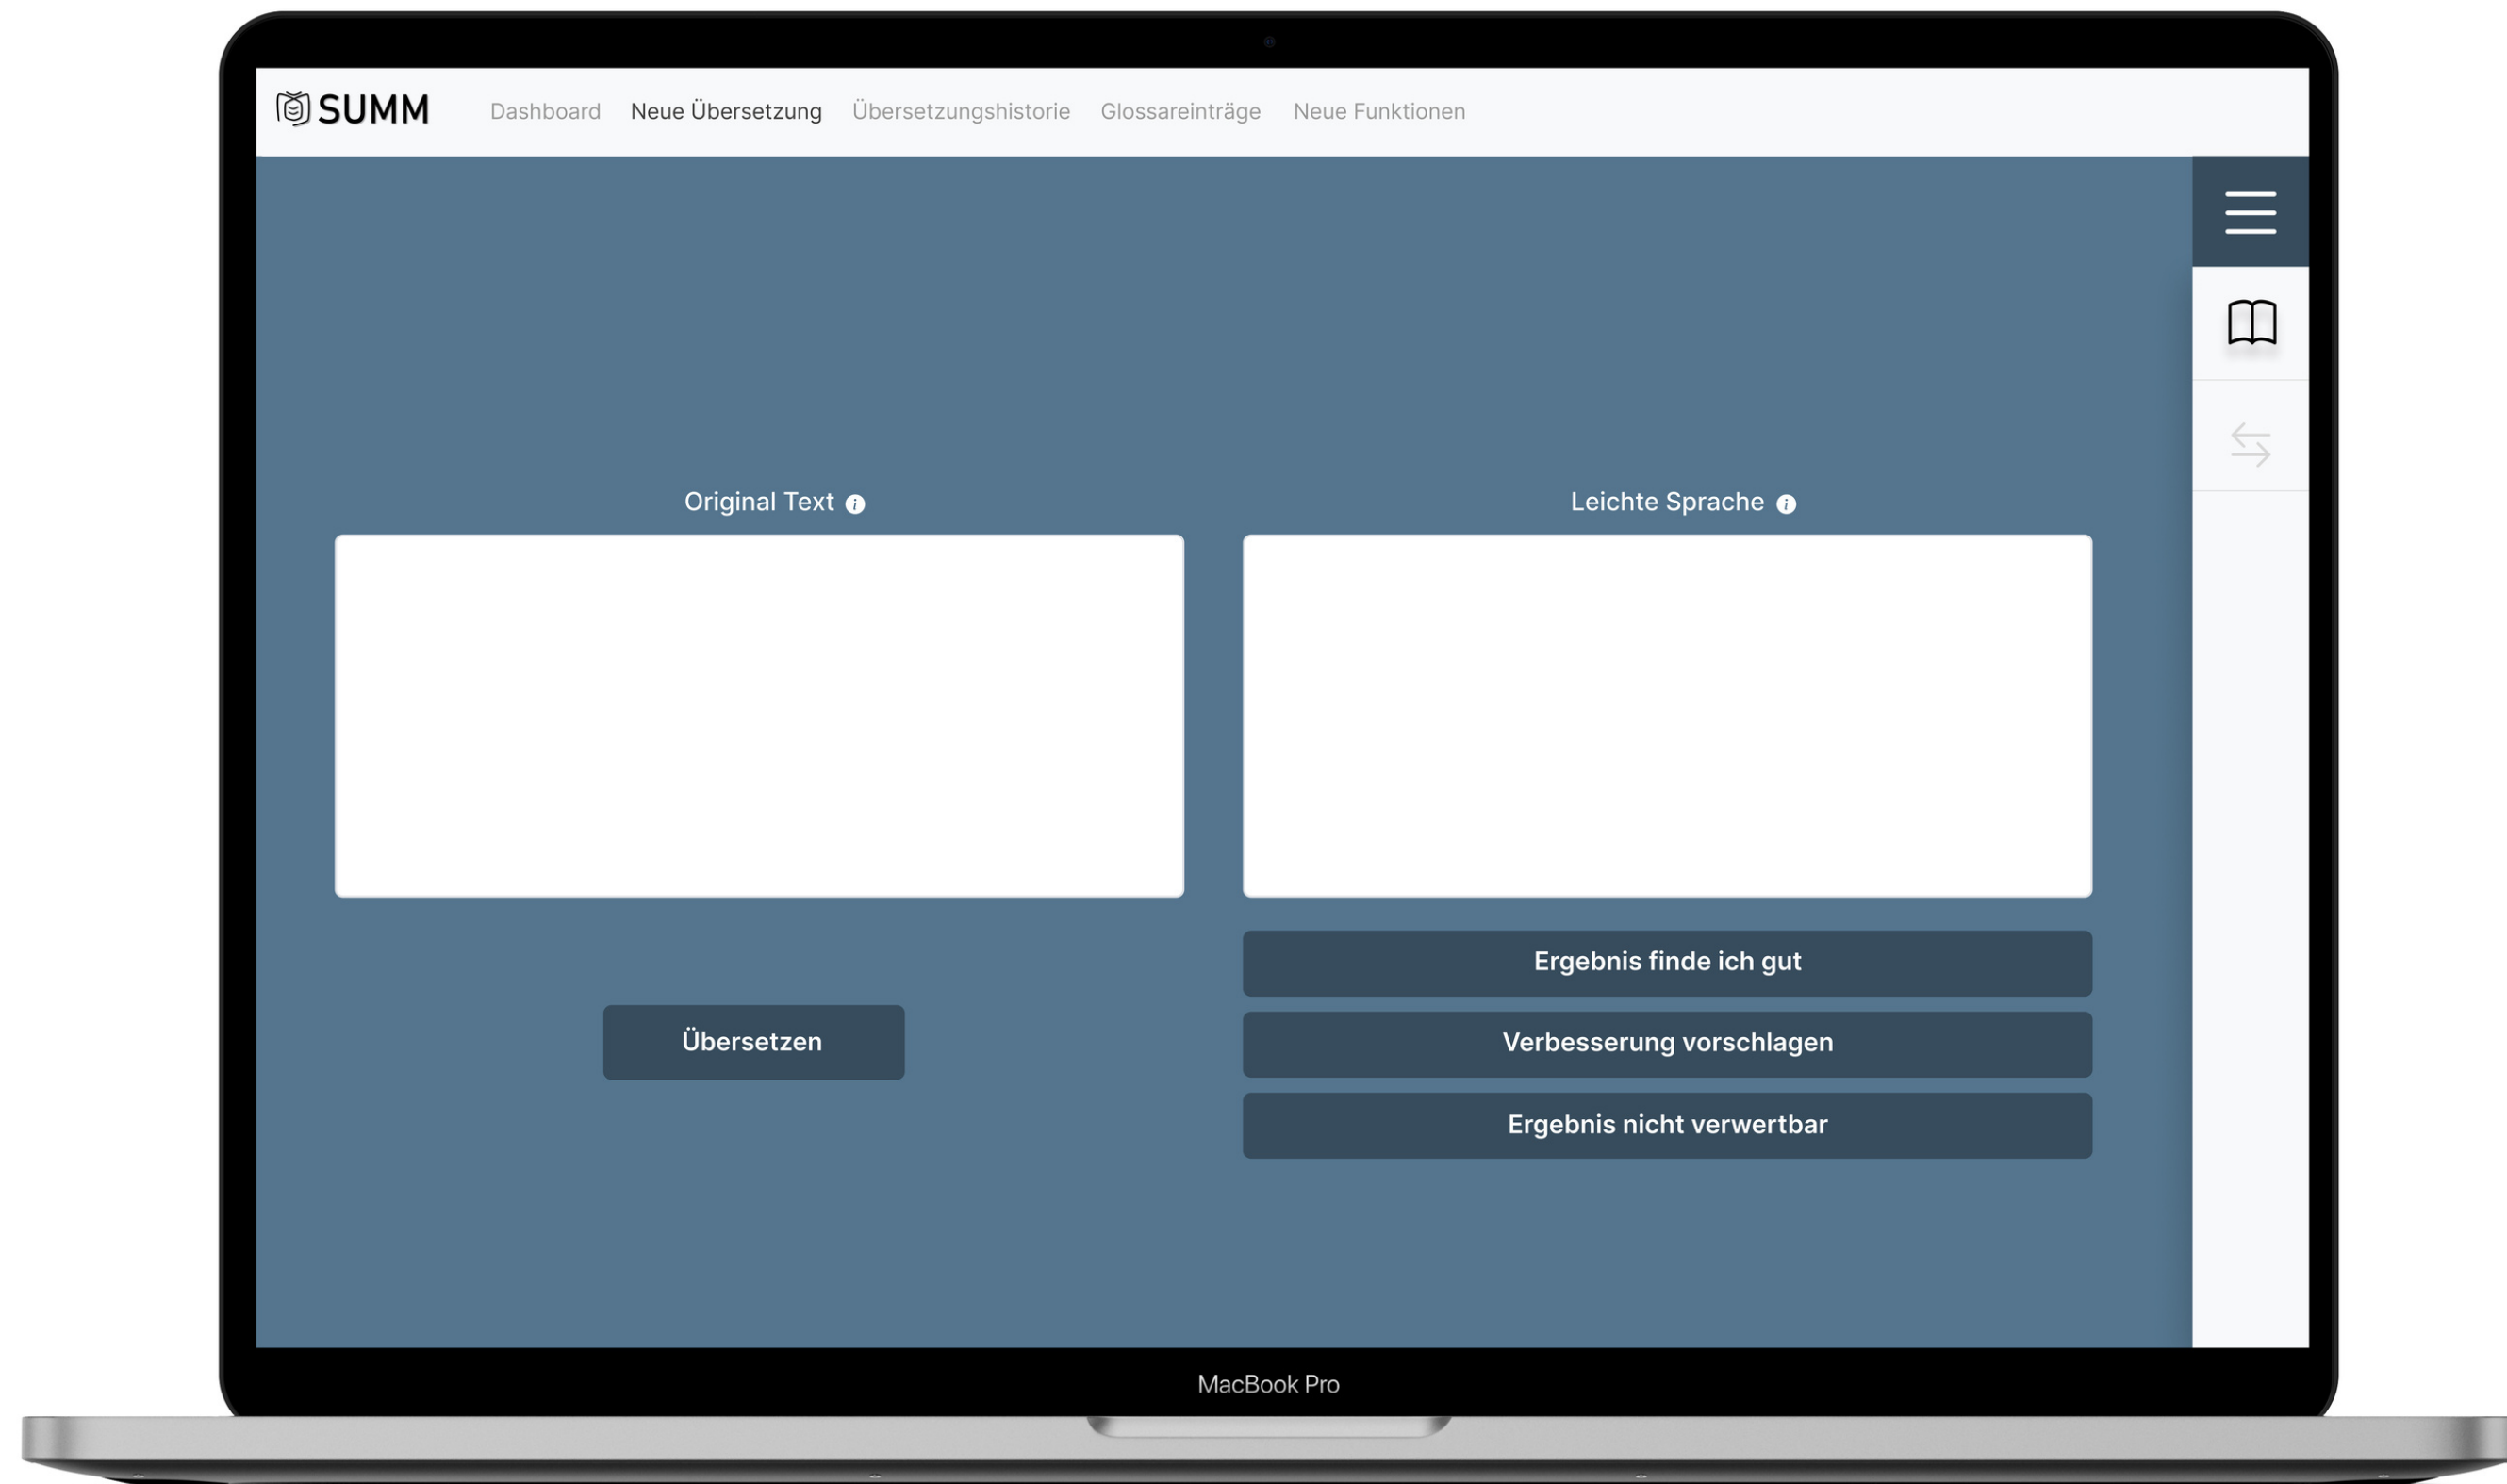 SUMM Dashboard Neue Übersetzung Übersetzungshistorie Glossareinträge Neue Funktionen
Original Text
Leichte Sprache
Übersetzen
Ergebnis finde ich gut
Verbesserung vorschlagen
Ergebnis nicht verwertbar
MacBook Pro